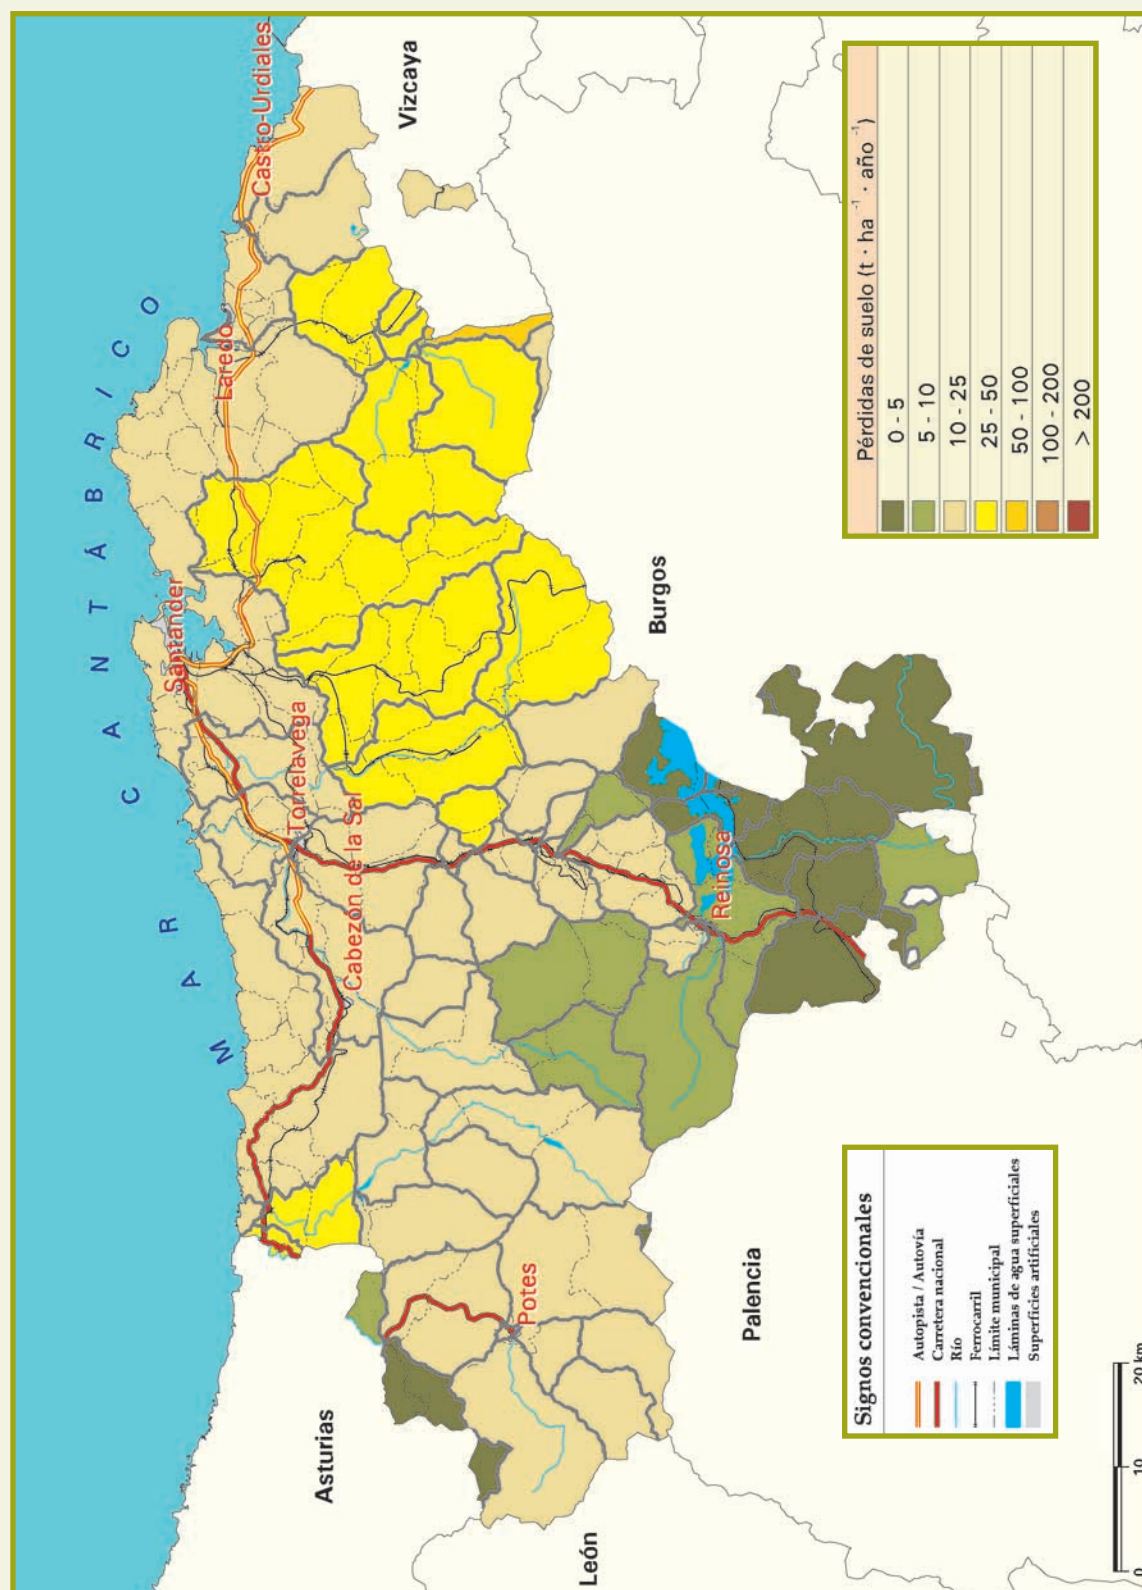 MAR CANTÁBRICO
Castro-Urdiales
Laredo
Santander
Torrelavega
Cabezón de la Sal
Reinosa
Potes
Vizcaya
Burgos
Palencia
Asturias
León
Signos convencionales
Autopista / Autovía
Carretera nacional
Río
Ferrocarril
Límite municipal
Láminas de agua superficiales
Superficies artificiales
Pérdidas de suelo (t · ha⁻¹ · año⁻¹)
0 - 5
5 - 10
10 - 25
25 - 50
50 - 100
100 - 200
> 200
0 10 20 km